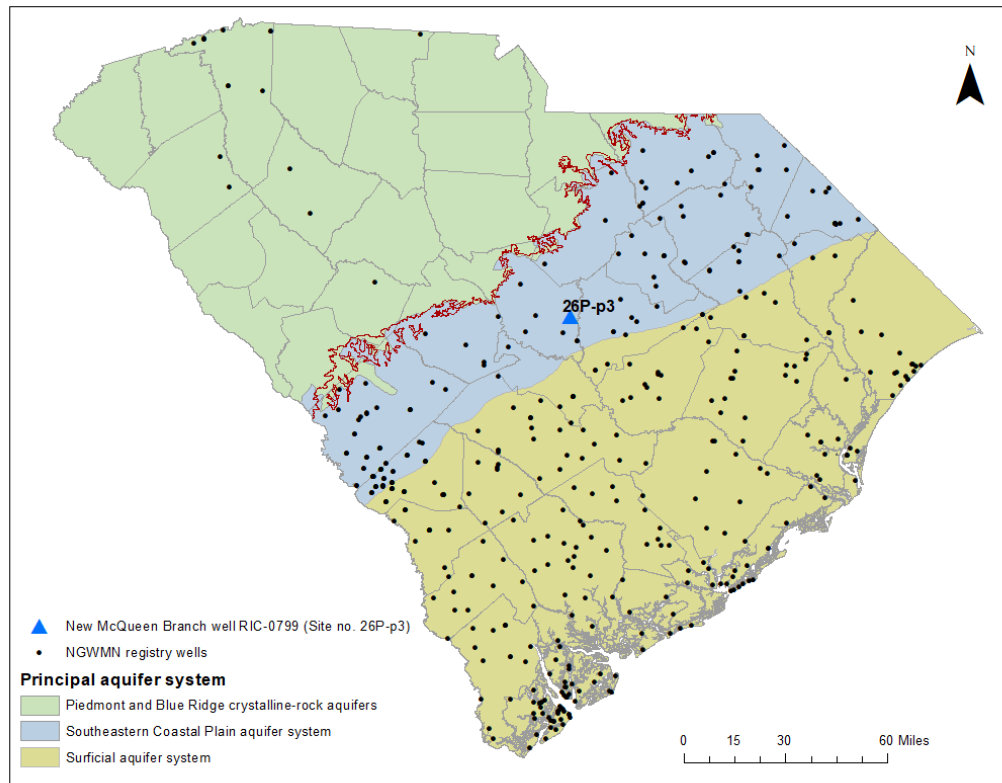 N
26P-p3
New McQueen Branch well RIC-0799 (Site no. 26P-p3)
NGWMN registry wells
Principal aquifer system
Piedmont and Blue Ridge crystalline-rock aquifers
Southeastern Coastal Plain aquifer system
Surficial aquifer system
0 15 30 60 Miles